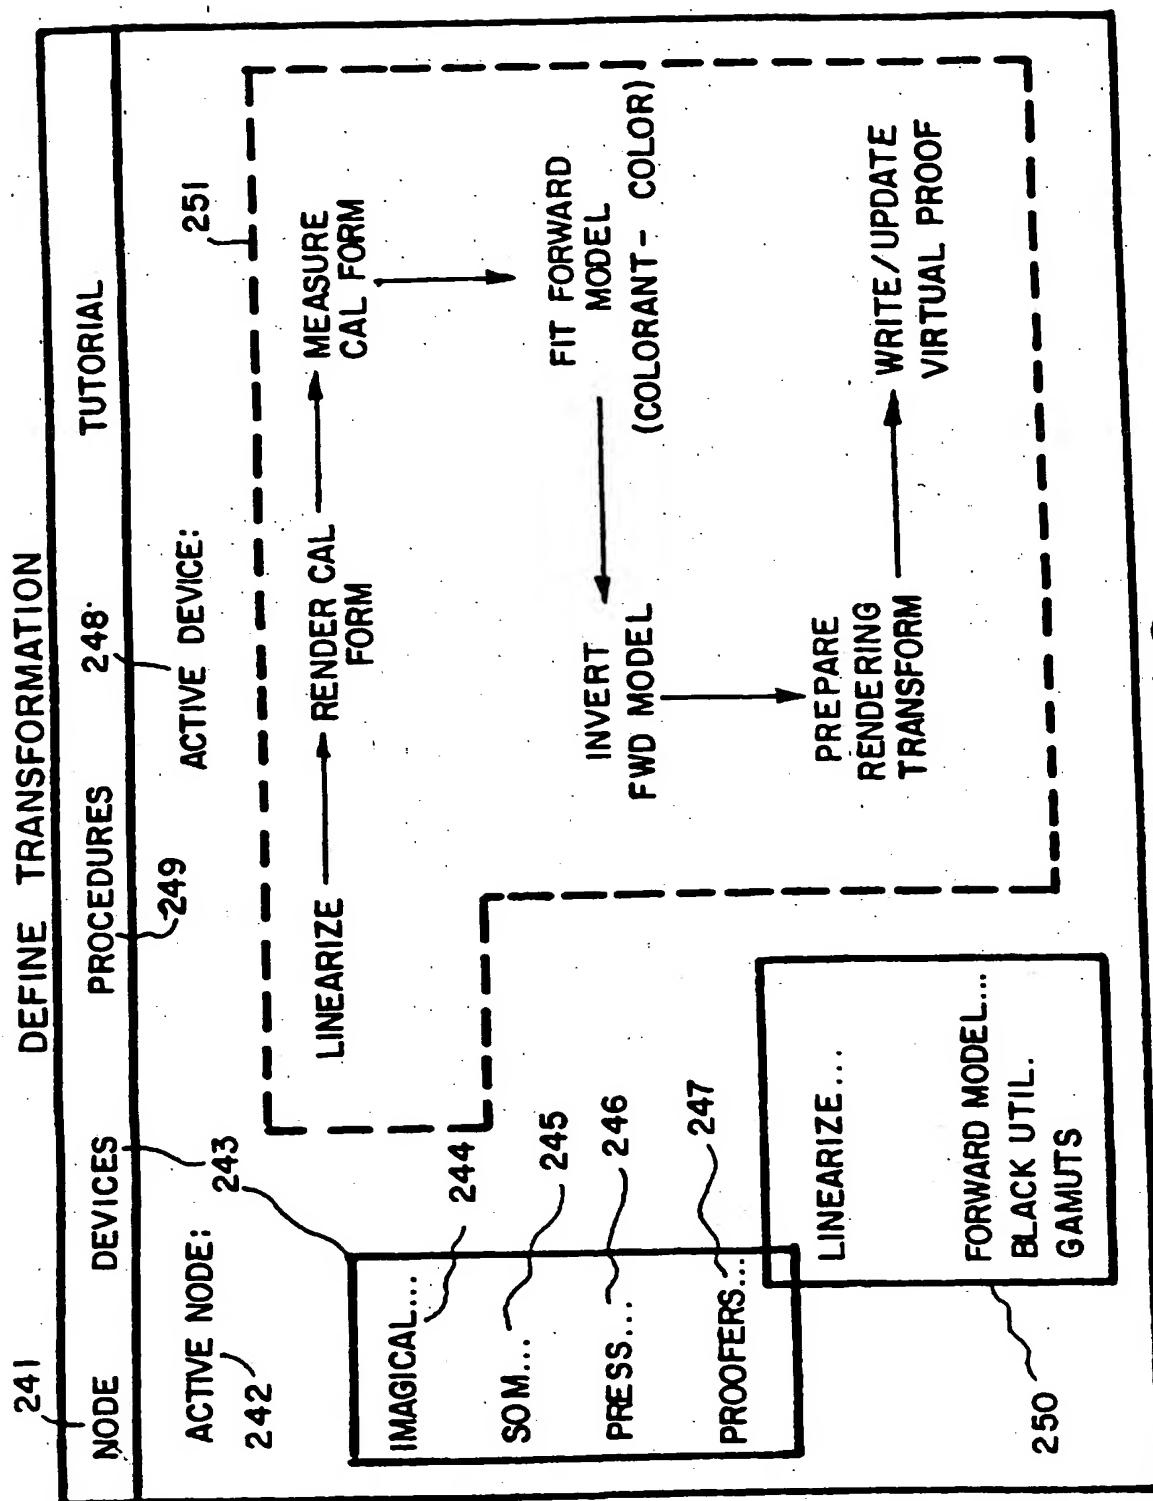 DEFINE TRANSFORMATION
241
NODE DEVICES PROCEDURES TUTORIAL
243
249
248
ACTIVE NODE:
242
ACTIVE DEVICE:
251
IMAGICAL...
244
SOM...
245
PRESS...
246
PROOFERS...
247
LINEARIZE...
FORWARD MODEL...
BLACK UTIL.
GAMUTS
250
LINEARIZE
RENDER CAL
FORM
MEASURE
CAL FORM
FIT FORWARD
MODEL
(COLORANT- COLOR)
INVERT
FWD MODEL
PREPARE
RENDERING
TRANSFORM
WRITE/UPDATE
VIRTUAL PROOF